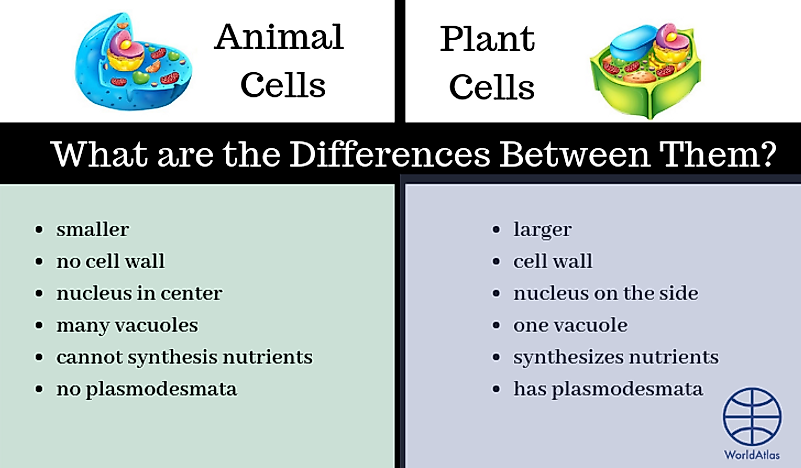 Animal
Cells
Plant
Cells
What are the Differences Between Them?
• smaller
• no cell wall
• nucleus in center
• many vacuoles
• cannot synthesis nutrients
• no plasmodesmata
• larger
• cell wall
• nucleus on the side
• one vacuole
• synthesizes nutrients
• has plasmodesmata
WorldAtlas